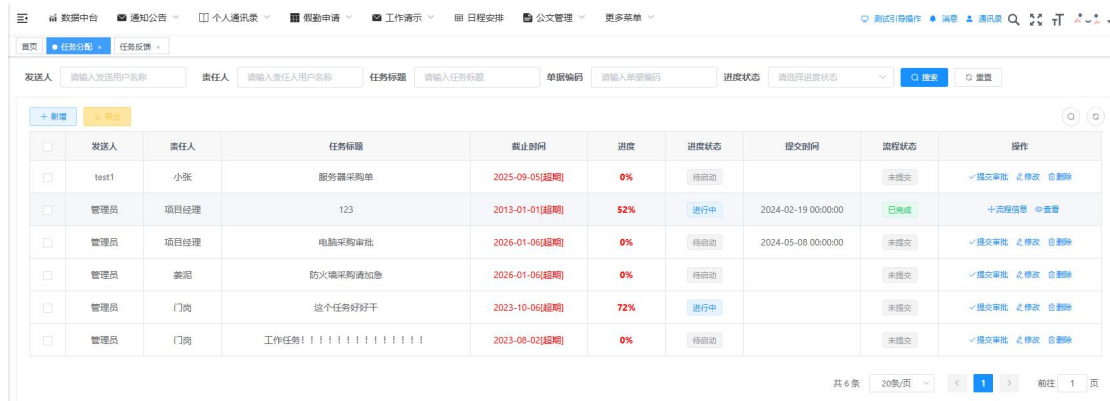 数据中台 通知公告 个人通讯录 假勤申请 工作请示 日程安排 公文管理 更多菜单 测试引导操作 消息 通讯录
首页 任务分配 × 任务反馈 ×
发送人 请输入发送用户名称 责任人 请输入责任人用户名称 任务标题 请输入任务标题 单据编码 请输入单据编码 进度状态 请选择进度状态 搜索 重置
+ 新增 导出
发送人 责任人 任务标题 截止时间 进度 进度状态 提交时间 流程状态 操作
test1 小张 服务器采购单 2025-09-05[超期] 0% 待启动 未提交 提交审批 修改 删除
管理员 项目经理 123 2013-01-01[超期] 52% 进行中 2024-02-19 00:00:00 已完成 流程信息 查看
管理员 项目经理 电脑采购审批 2026-01-06[超期] 0% 待启动 2024-05-08 00:00:00 未提交 提交审批 修改 删除
管理员 姜泥 防火墙采购请加急 2026-01-06[超期] 0% 待启动 未提交 提交审批 修改 删除
管理员 门岗 这个任务好好干 2023-10-06[超期] 72% 进行中 未提交 提交审批 修改 删除
管理员 门岗 工作任务！！！！！！！！！！！！！！ 2023-08-02[超期] 0% 待启动 未提交 提交审批 修改 删除
共 6 条 20条/页 < 1 > 前往 1 页